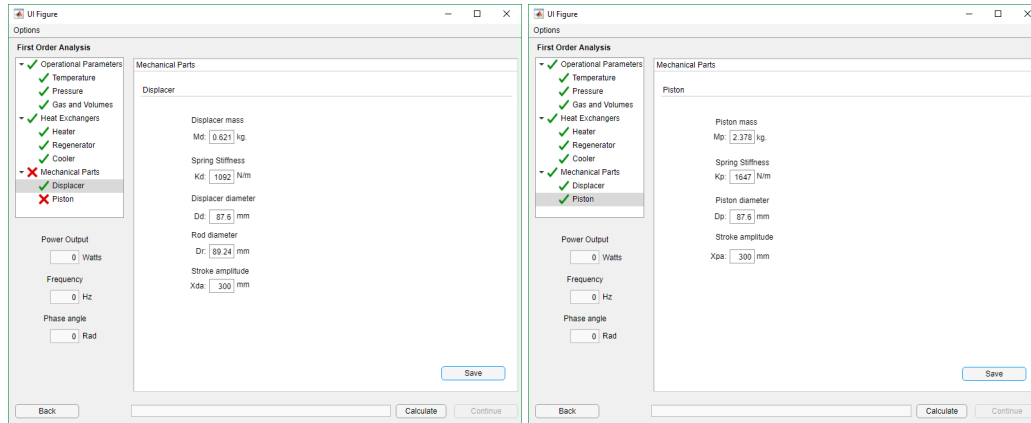 UI Figure
Options
First Order Analysis
Operational Parameters
Temperature
Pressure
Gas and Volumes
Heat Exchangers
Heater
Regenerator
Cooler
Mechanical Parts
Displacer
Piston
Power Output
0 Watts
Frequency
0 Hz
Phase angle
0 Rad
Mechanical Parts
Displacer
Displacer mass
Md: 0.621 kg.
Spring Stiffness
Kd: 1092 N/m
Displacer diameter
Dd: 87.6 mm
Rod diameter
Dr: 89.24 mm
Stroke amplitude
Xda: 300 mm
Save
Back
Calculate
Continue
UI Figure
Options
First Order Analysis
Operational Parameters
Temperature
Pressure
Gas and Volumes
Heat Exchangers
Heater
Regenerator
Cooler
Mechanical Parts
Displacer
Piston
Power Output
0 Watts
Frequency
0 Hz
Phase angle
0 Rad
Mechanical Parts
Piston
Piston mass
Mp: 2.378 kg.
Spring Stiffness
Kp: 1647 N/m
Piston diameter
Dp: 87.6 mm
Stroke amplitude
Xpa: 300 mm
Save
Back
Calculate
Continue